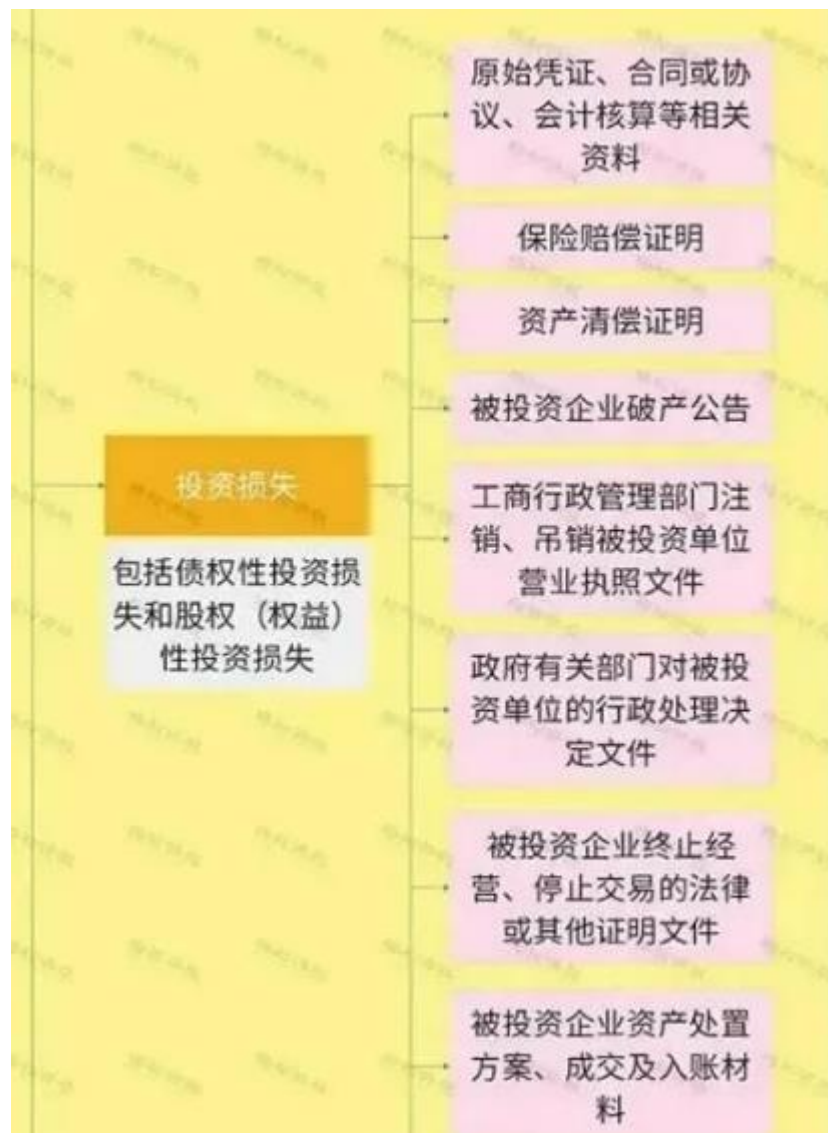 原始凭证、合同或协
议、会计核算等相关
资料
保险赔偿证明
资产清偿证明
被投资企业破产公告
投资损失
包括债权性投资损
失和股权（权益）
性投资损失
工商行政管理部门注
销、吊销被投资单位
营业执照文件
政府有关部门对被投
资单位的行政处理决
定文件
被投资企业终止经
营、停止交易的法律
或其他证明文件
被投资企业资产处置
方案、成交及入账材
料